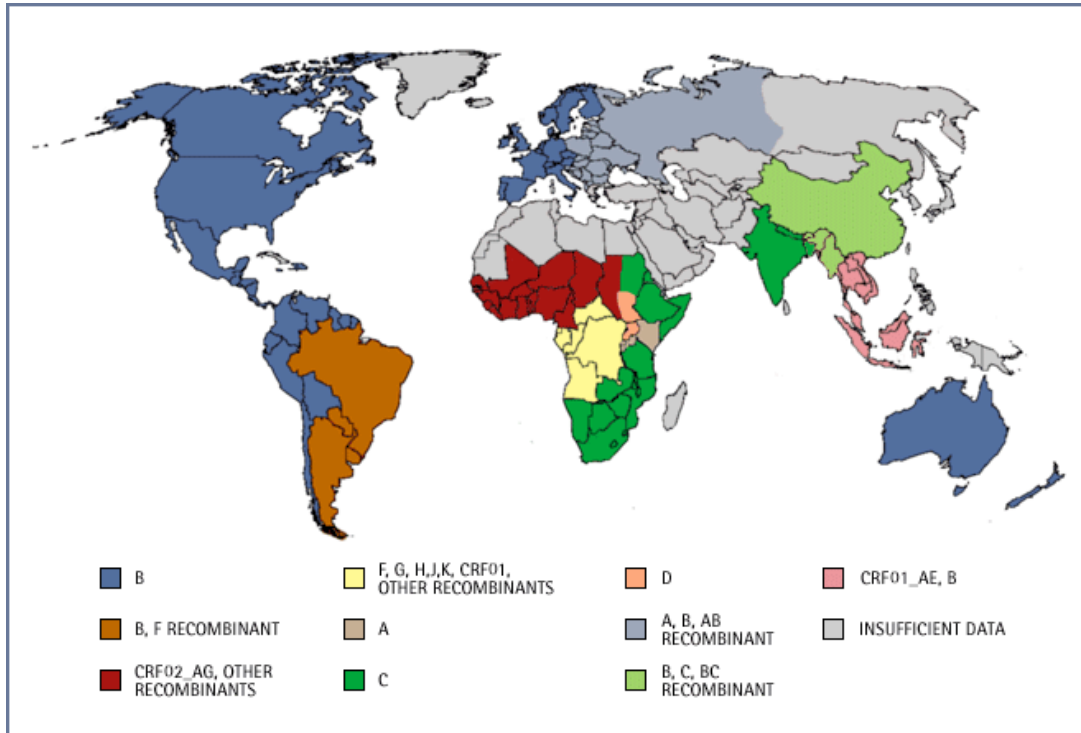 B
F, G, H,J,K, CRF01,
OTHER RECOMBINANTS
D
CRF01_AE, B
B, F RECOMBINANT
A
A, B, AB
RECOMBINANT
INSUFFICIENT DATA
CRF02_AG, OTHER
RECOMBINANTS
C
B, C, BC
RECOMBINANT